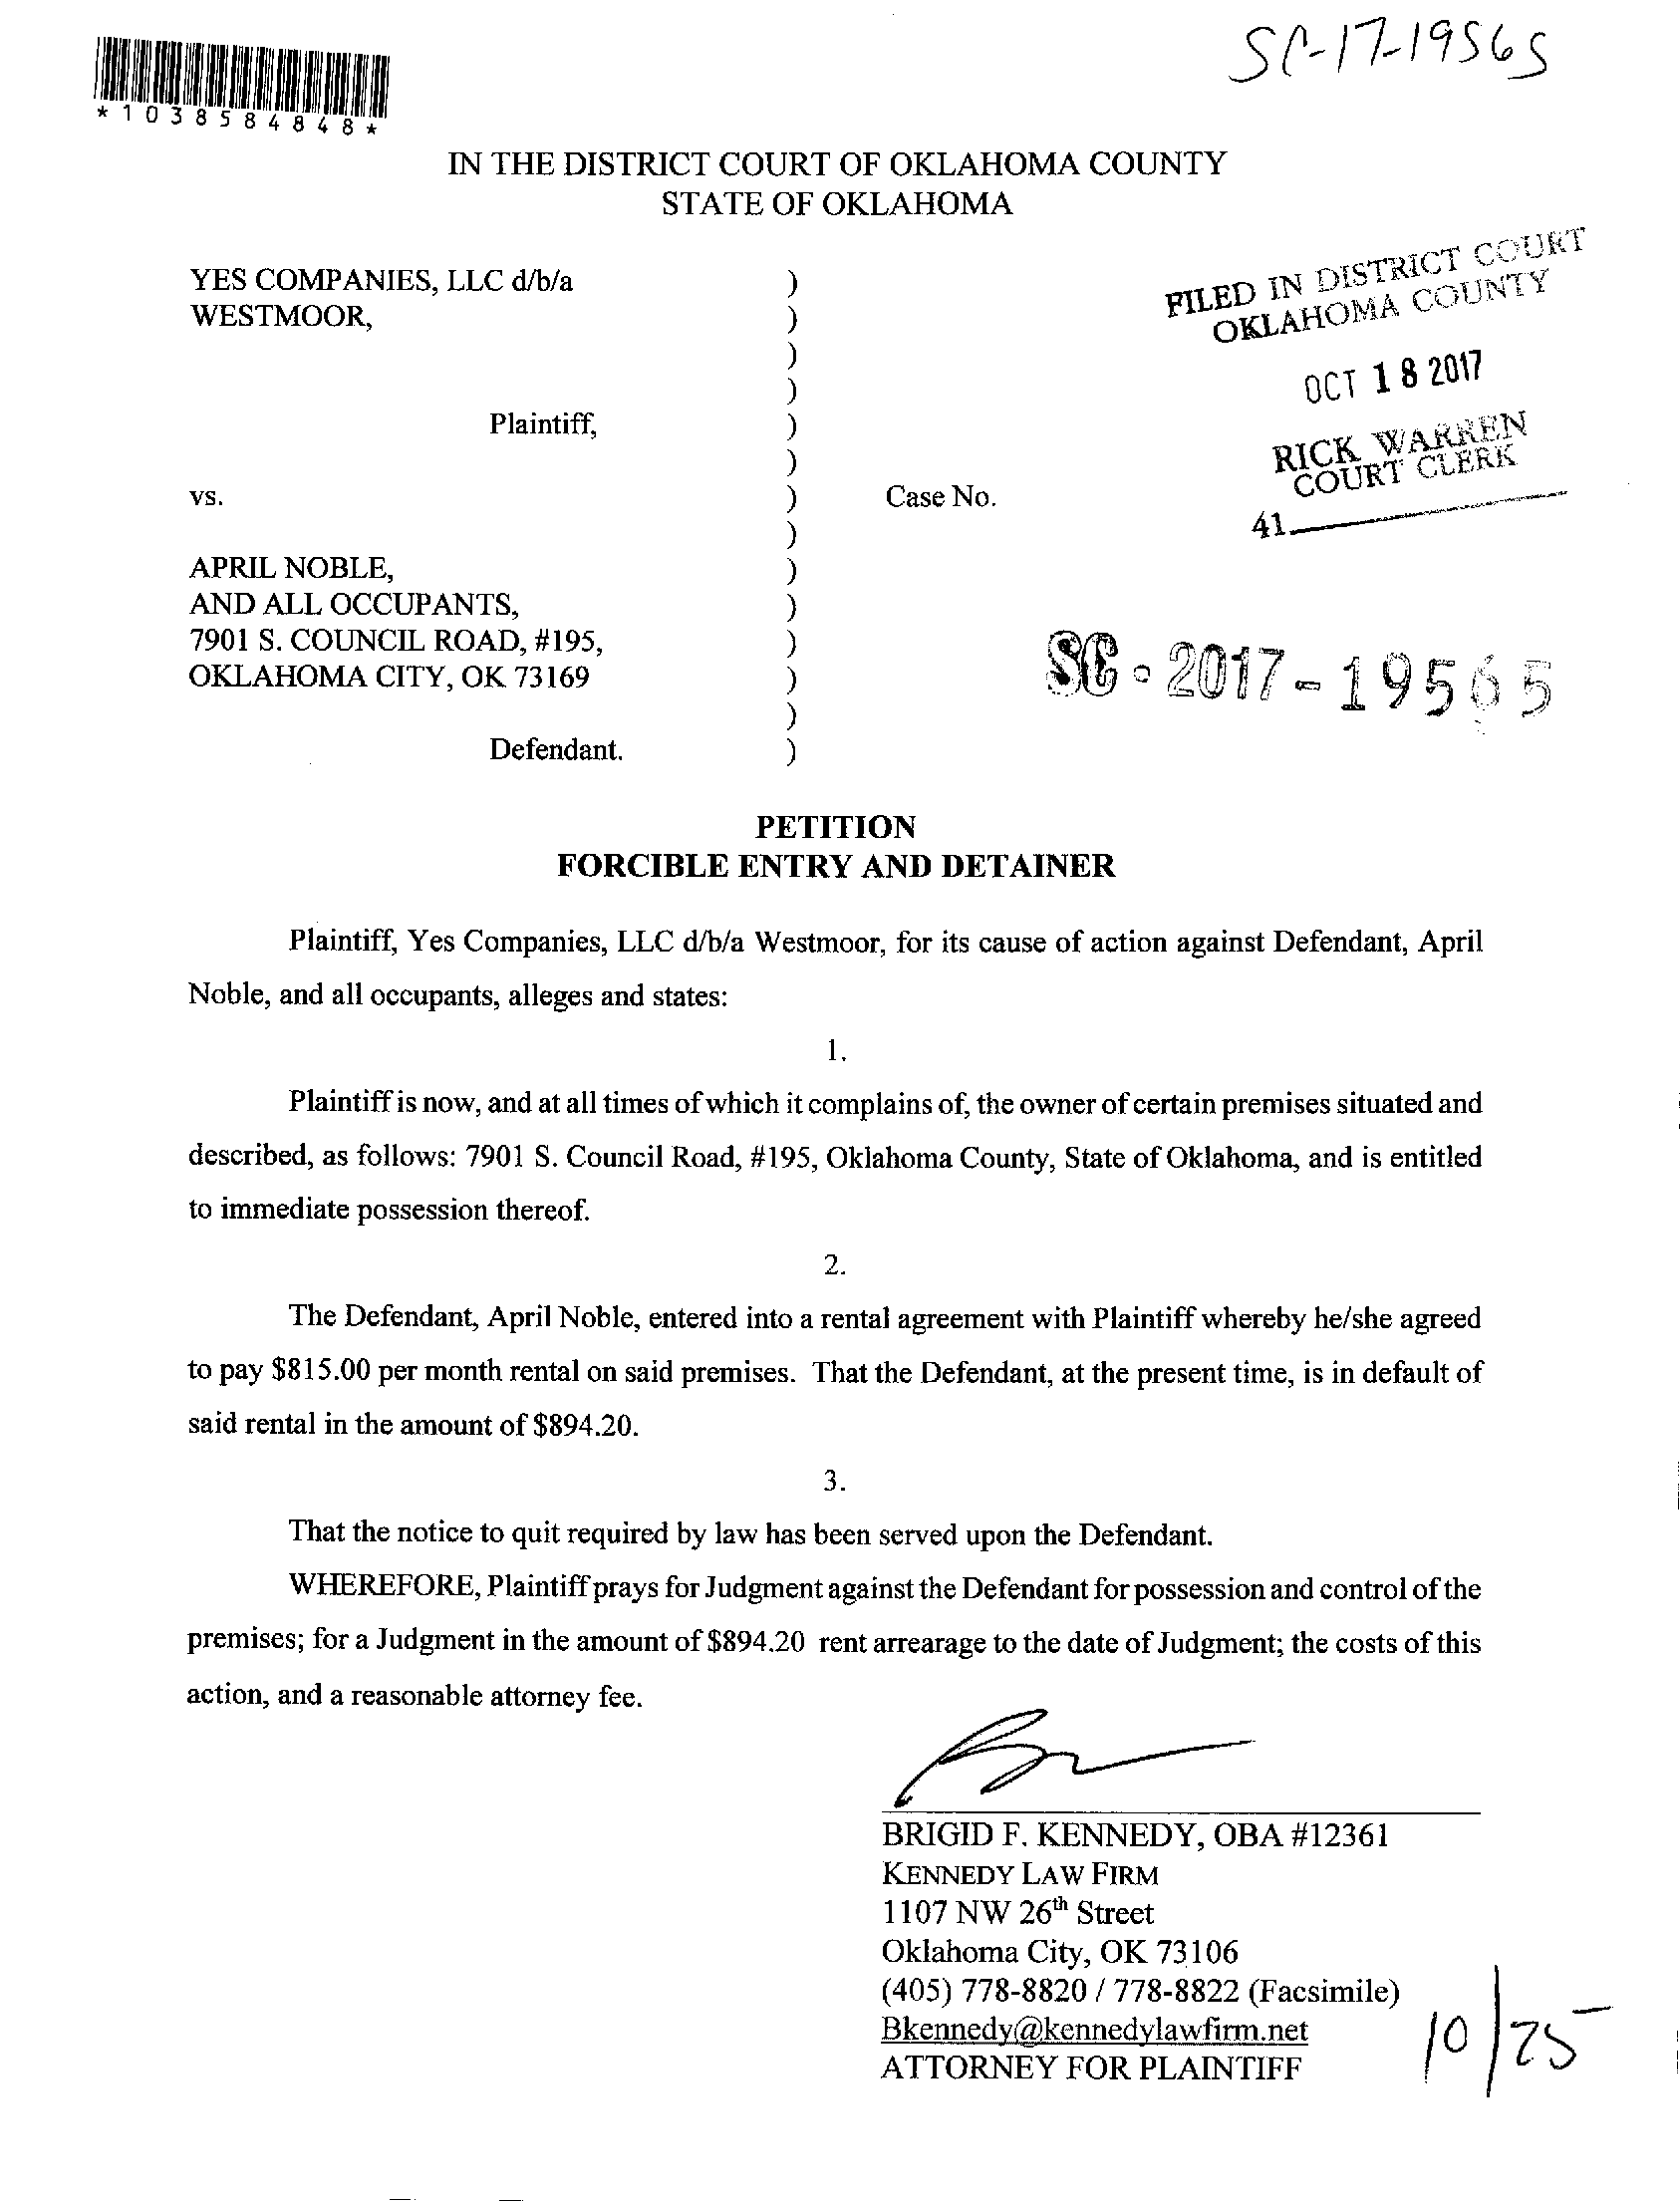 SC-17-19565
*1038584848*
IN THE DISTRICT COURT OF OKLAHOMA COUNTY
STATE OF OKLAHOMA
YES COMPANIES, LLC d/b/a )
WESTMOOR, )
)
)
Plaintiff, )
)
vs. ) Case No.
)
APRIL NOBLE, )
AND ALL OCCUPANTS, )
7901 S. COUNCIL ROAD, #195, )
OKLAHOMA CITY, OK 73169 )
)
Defendant. )
FILED IN DISTRICT COURT
OKLAHOMA COUNTY
OCT 18 2017
RICK WARREN
COURT CLERK
41
SC - 2017 - 19565
PETITION
FORCIBLE ENTRY AND DETAINER
Plaintiff, Yes Companies, LLC d/b/a Westmoor, for its cause of action against Defendant, April
Noble, and all occupants, alleges and states:
1.
Plaintiff is now, and at all times of which it complains of, the owner of certain premises situated and
described, as follows: 7901 S. Council Road, #195, Oklahoma County, State of Oklahoma, and is entitled
to immediate possession thereof.
2.
The Defendant, April Noble, entered into a rental agreement with Plaintiff whereby he/she agreed
to pay $815.00 per month rental on said premises. That the Defendant, at the present time, is in default of
said rental in the amount of $894.20.
3.
That the notice to quit required by law has been served upon the Defendant.
WHEREFORE, Plaintiff prays for Judgment against the Defendant for possession and control of the
premises; for a Judgment in the amount of $894.20 rent arrearage to the date of Judgment; the costs of this
action, and a reasonable attorney fee.
BRIGID F. KENNEDY, OBA #12361
KENNEDY LAW FIRM
1107 NW 26th Street
Oklahoma City, OK 73106
(405) 778-8820 / 778-8822 (Facsimile)
Bkennedy@kennedylawfirm.net
ATTORNEY FOR PLAINTIFF
10/25